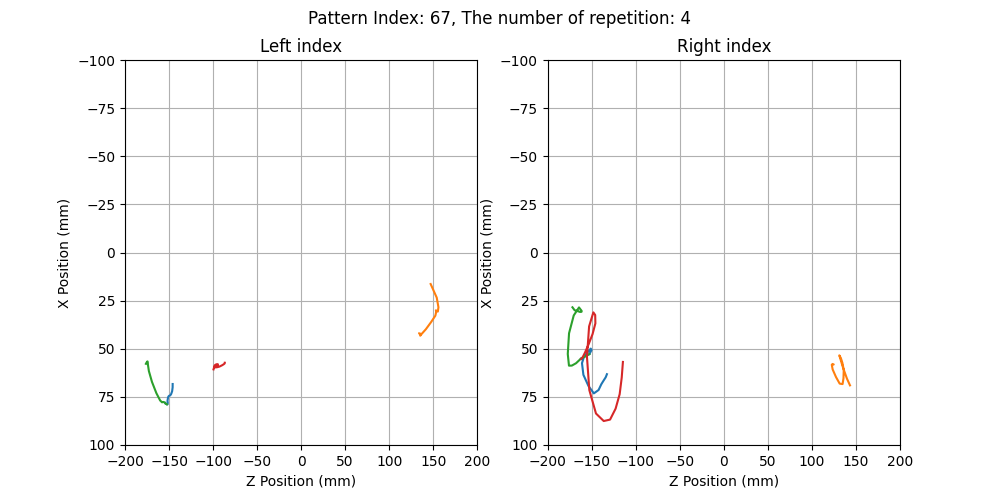 Pattern Index: 67, The number of repetition: 4
Left index
Right index
−100
−75
−50
−25
0
25
50
75
100
−200 −150 −100 −50 0 50 100 150 200
X Position (mm)
Z Position (mm)
−100
−75
−50
−25
0
25
50
75
100
−200 −150 −100 −50 0 50 100 150 200
X Position (mm)
Z Position (mm)